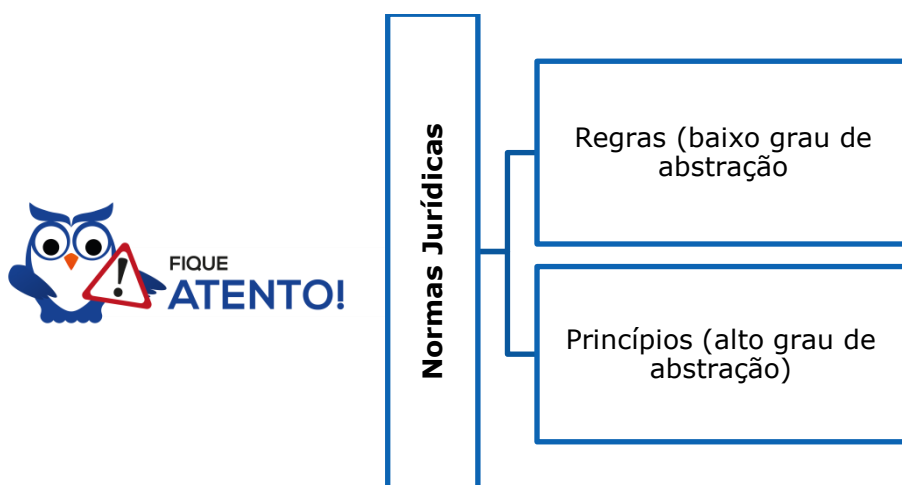 FIQUE
ATENTO!
Normas Jurídicas
Regras (baixo grau de
abstração
Princípios (alto grau de
abstração)